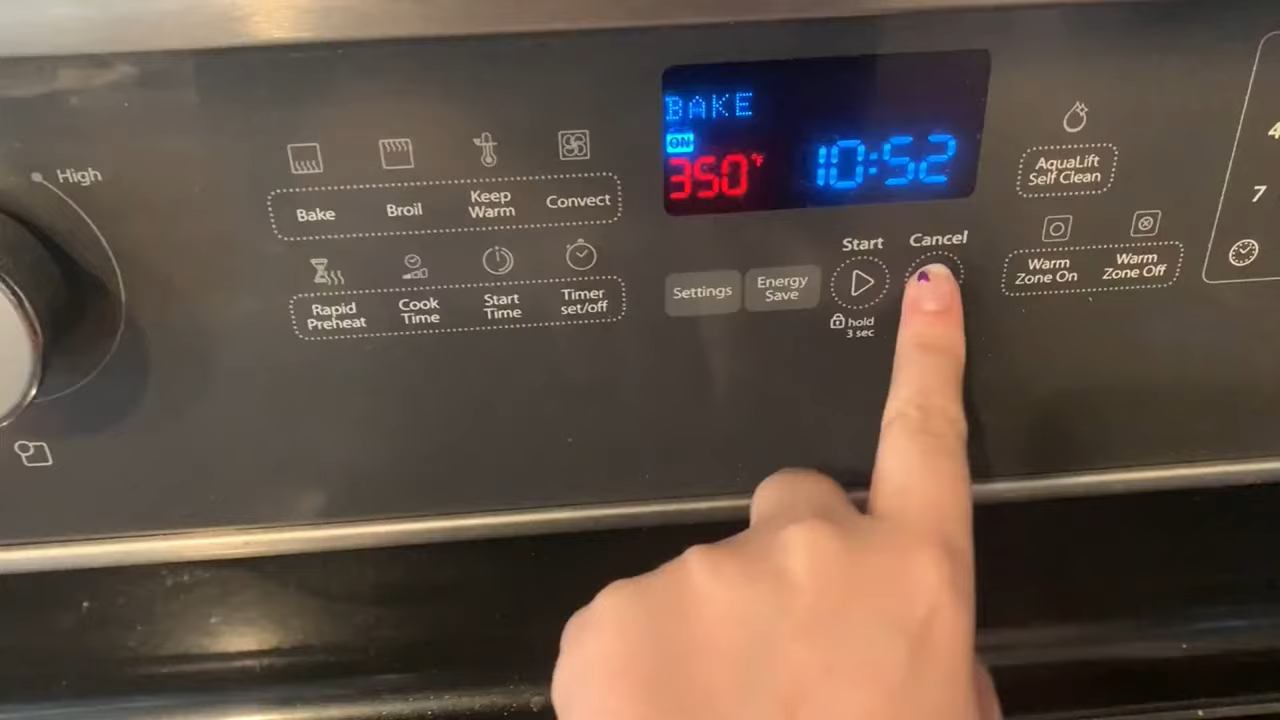 High
Bake
Broil
Keep
Warm
Convect
Rapid
Preheat
Cook
Time
Start
Time
Timer
set/off
BAKE
ON
350°F
10:52
Settings
Energy
Save
Start
hold
3 sec
Cancel
AquaLift
Self Clean
Warm
Zone On
Warm
Zone Off
4
7